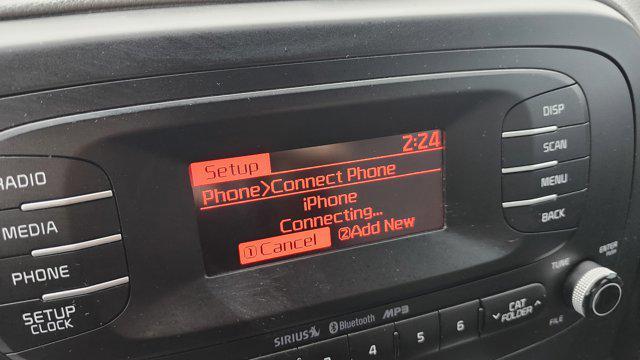 2:24
Setup
Phone>Connect Phone
iPhone
Connecting...
①Cancel ②Add New
RADIO
MEDIA
PHONE
SETUP
CLOCK
DISP
SCAN
MENU
BACK
ENTER
PUSH
TUNE
FILE
CAT
FOLDER
SIRIUS Bluetooth MP3
4 5 6